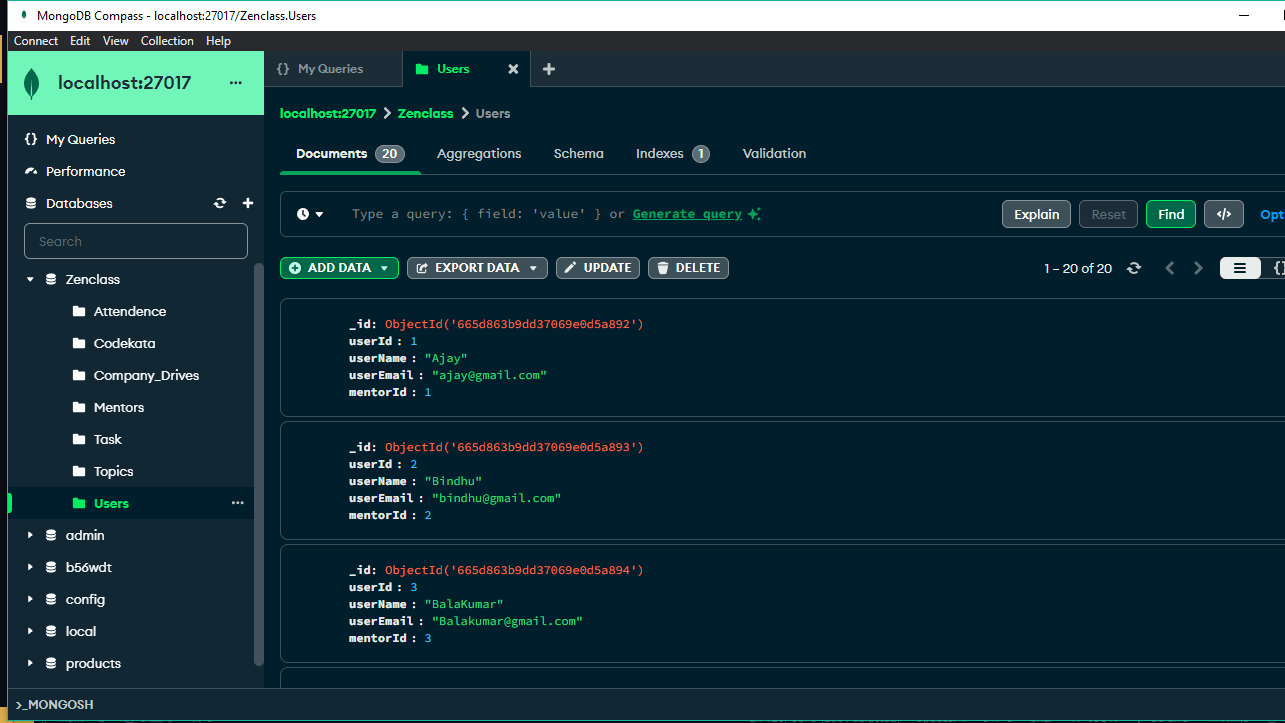 MongoDB Compass - localhost:27017/Zenclass.Users
Connect Edit View Collection Help
localhost:27017 ...
{} My Queries
Performance
Databases
Search
Zenclass
Attendence
Codekata
Company_Drives
Mentors
Task
Topics
Users ...
admin
b56wdt
config
local
products
{} My Queries
Users
localhost:27017 > Zenclass > Users
Documents 20 Aggregations Schema Indexes 1 Validation
Type a query: { field: 'value' } or Generate query
Explain Reset Find </> Opt
ADD DATA EXPORT DATA UPDATE DELETE
1 – 20 of 20
_id: ObjectId('665d863b9dd37069e0d5a892')
userId : 1
userName : "Ajay"
userEmail : "ajay@gmail.com"
mentorId : 1
_id: ObjectId('665d863b9dd37069e0d5a893')
userId : 2
userName : "Bindhu"
userEmail : "bindhu@gmail.com"
mentorId : 2
_id: ObjectId('665d863b9dd37069e0d5a894')
userId : 3
userName : "BalaKumar"
userEmail : "Balakumar@gmail.com"
mentorId : 3
>_MONGOSH